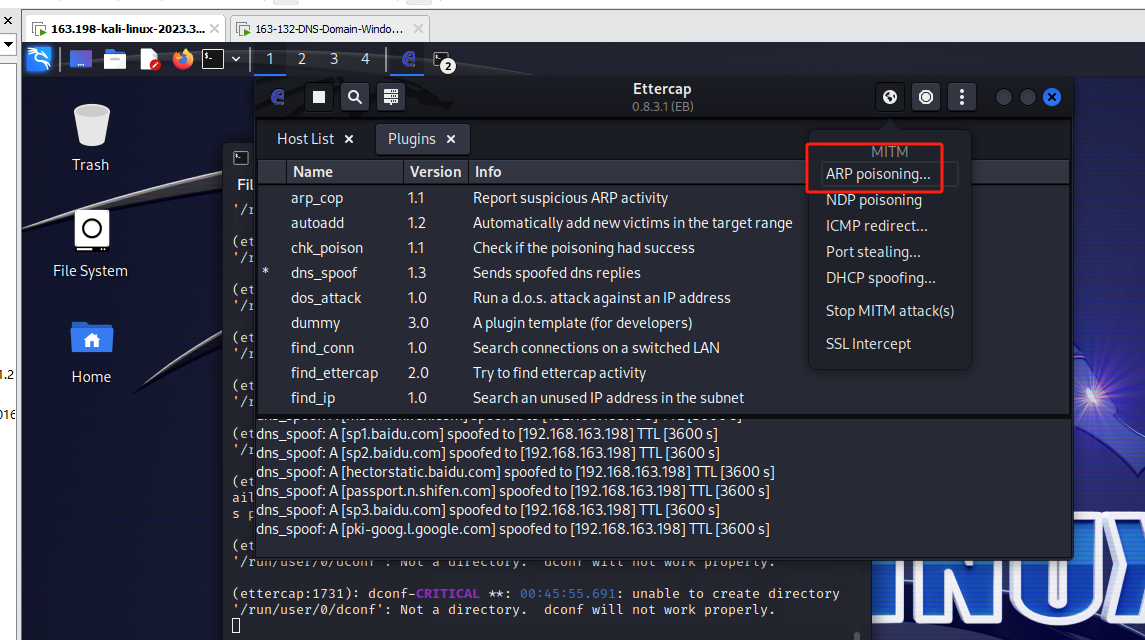 163.198-kali-linux-2023.3...
163-132-DNS-Domain-Windo...
1 2 3 4
2
Ettercap
0.8.3.1 (EB)
Trash
File System
Home
Host List
Plugins
MITM
ARP poisoning...
NDP poisoning
ICMP redirect...
Port stealing...
DHCP spoofing...
Stop MITM attack(s)
SSL Intercept
Name Version Info
arp_cop 1.1 Report suspicious ARP activity
autoadd 1.2 Automatically add new victims in the target range
chk_poison 1.1 Check if the poisoning had success
* dns_spoof 1.3 Sends spoofed dns replies
dos_attack 1.0 Run a d.o.s. attack against an IP address
dummy 3.0 A plugin template (for developers)
find_conn 1.0 Search connections on a switched LAN
find_ettercap 2.0 Try to find ettercap activity
find_ip 1.0 Search an unused IP address in the subnet
dns_spoof: A [sp1.baidu.com] spoofed to [192.168.163.198] TTL [3600 s]
dns_spoof: A [sp2.baidu.com] spoofed to [192.168.163.198] TTL [3600 s]
dns_spoof: A [hectorstatic.baidu.com] spoofed to [192.168.163.198] TTL [3600 s]
dns_spoof: A [passport.n.shifen.com] spoofed to [192.168.163.198] TTL [3600 s]
dns_spoof: A [sp3.baidu.com] spoofed to [192.168.163.198] TTL [3600 s]
dns_spoof: A [pki-goog.l.google.com] spoofed to [192.168.163.198] TTL [3600 s]
Fil
'/r
(et
'/r
(et
'/r
(et
'/r
(et
'/r
(et
'/r
(et
ail
s p
(et
'/run/user/0/dconf': Not a directory. dconf will not work properly.
(ettercap:1731): dconf-CRITICAL **: 00:45:55.691: unable to create directory
'/run/user/0/dconf': Not a directory. dconf will not work properly.
1.2
016
INUX